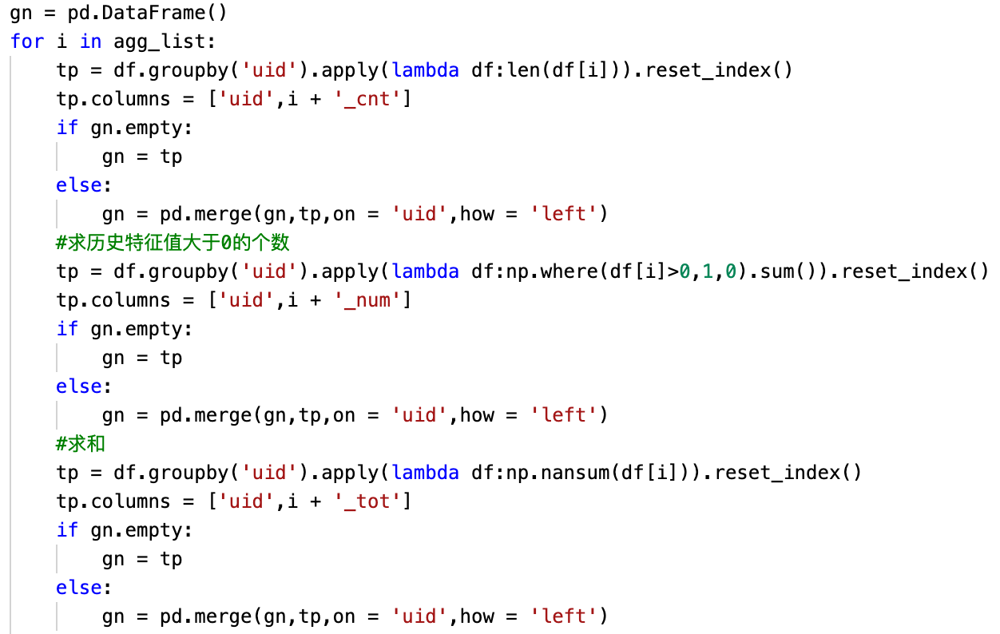 gn = pd.DataFrame()
for i in agg_list:
    tp = df.groupby('uid').apply(lambda df:len(df[i])).reset_index()
    tp.columns = ['uid',i + '_cnt']
    if gn.empty:
        gn = tp
    else:
        gn = pd.merge(gn,tp,on = 'uid',how = 'left')
    #求历史特征值大于0的个数
    tp = df.groupby('uid').apply(lambda df:np.where(df[i]>0,1,0).sum()).reset_index()
    tp.columns = ['uid',i + '_num']
    if gn.empty:
        gn = tp
    else:
        gn = pd.merge(gn,tp,on = 'uid',how = 'left')
    #求和
    tp = df.groupby('uid').apply(lambda df:np.nansum(df[i])).reset_index()
    tp.columns = ['uid',i + '_tot']
    if gn.empty:
        gn = tp
    else:
        gn = pd.merge(gn,tp,on = 'uid',how = 'left')